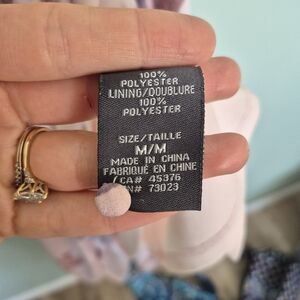 100%
POLYESTER
LINING/DOUBLURE
100%
POLYESTER
SIZE/TAILLE
M/M
MADE IN CHINA
FABRIQUÉ EN CHINE
CA# 45376
N# 73023